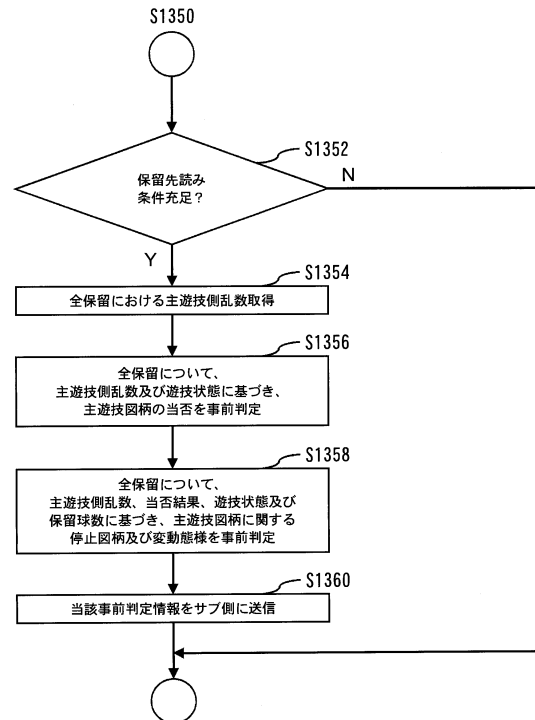 S1350
S1352
保留先読み
条件充足？
N
Y
S1354
全保留における主遊技側乱数取得
S1356
全保留について、
主遊技側乱数及び遊技状態に基づき、
主遊技図柄の当否を事前判定
S1358
全保留について、
主遊技側乱数、当否結果、遊技状態及び
保留球数に基づき、主遊技図柄に関する
停止図柄及び変動態様を事前判定
S1360
当該事前判定情報をサブ側に送信